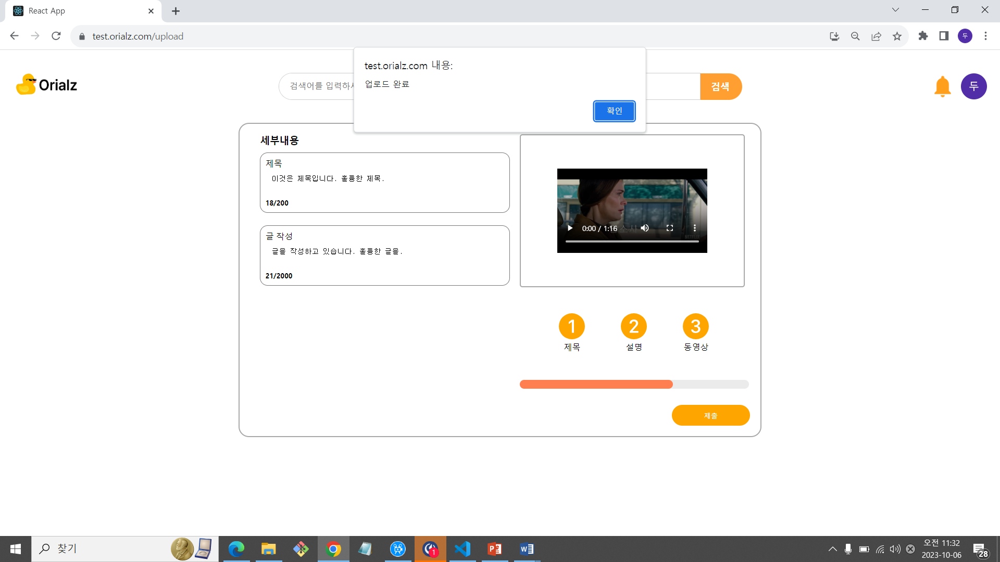 React App
test.orialz.com/upload
두
test.orialz.com 내용:
업로드 완료
확인
Orialz
검색어를 입력하시
검색
두
세부내용
제목
이것은 제목입니다. 훌륭한 제목.
18/200
글 작성
글을 작성하고 있습니다. 훌륭한 글을.
21/2000
0:00 / 1:16
NETFLIX
1
2
3
제목
설명
동영상
제출
찾기
1
오전 11:32
2023-10-06
28